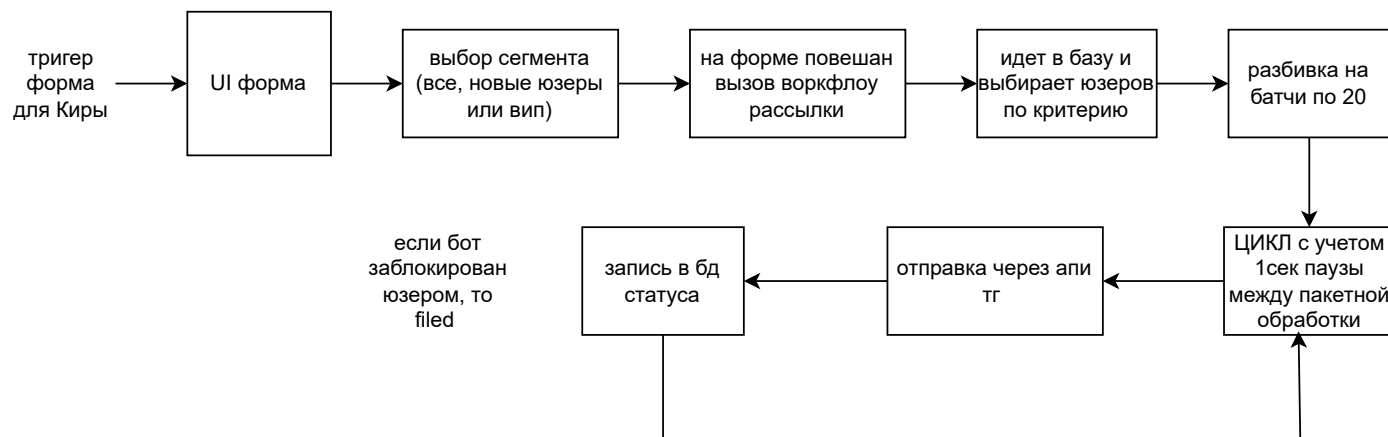 тригер
форма
для Киры
UI форма
выбор сегмента
(все, новые юзеры
или вип)
на форме повешан
вызов воркфлоу
рассылки
идет в базу и
выбирает юзеров
по критерию
разбивка на
батчи по 20
если бот
заблокирован
юзером, то
filed
запись в бд
статуса
отправка через апи
тг
ЦИКЛ с учетом
1сек паузы
между пакетной
обработки